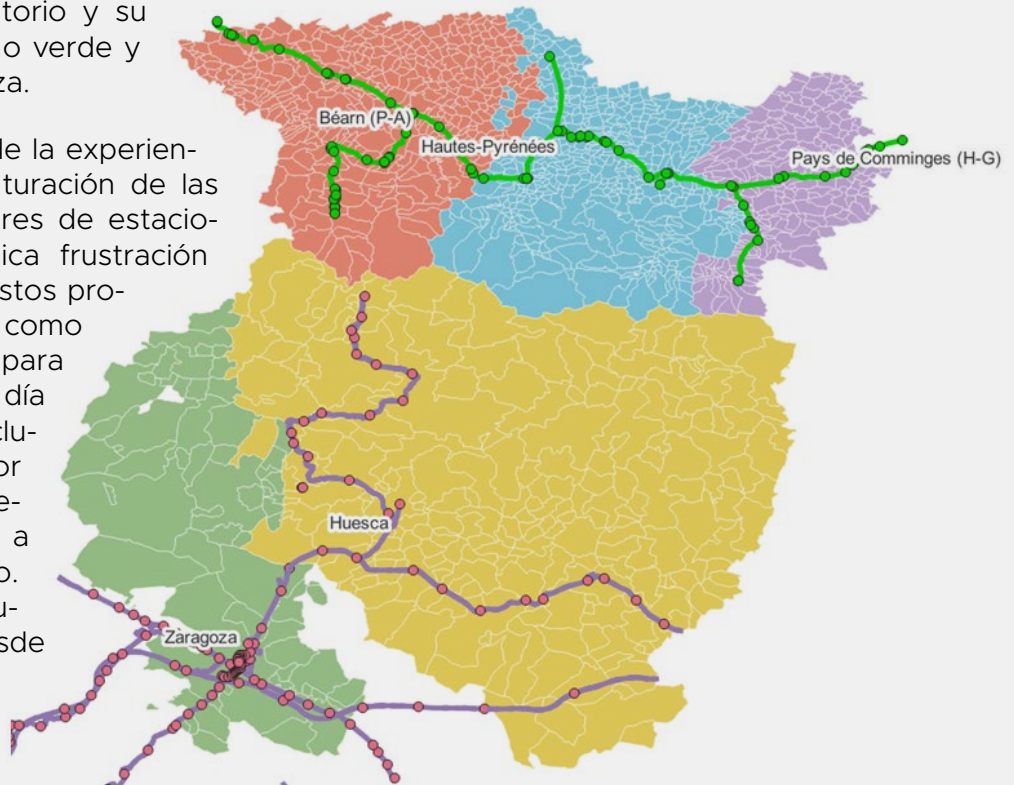 torio y su
o verde y
za.
de la experien-
turación de las
res de estacio-
ica frustración
stos pro-
como
para
día
clu-
or
e-
a
o.
u-
sde
Béarn (P-A)
Hautes-Pyrénées
Pays de Comminges (H-G)
Huesca
Zaragoza